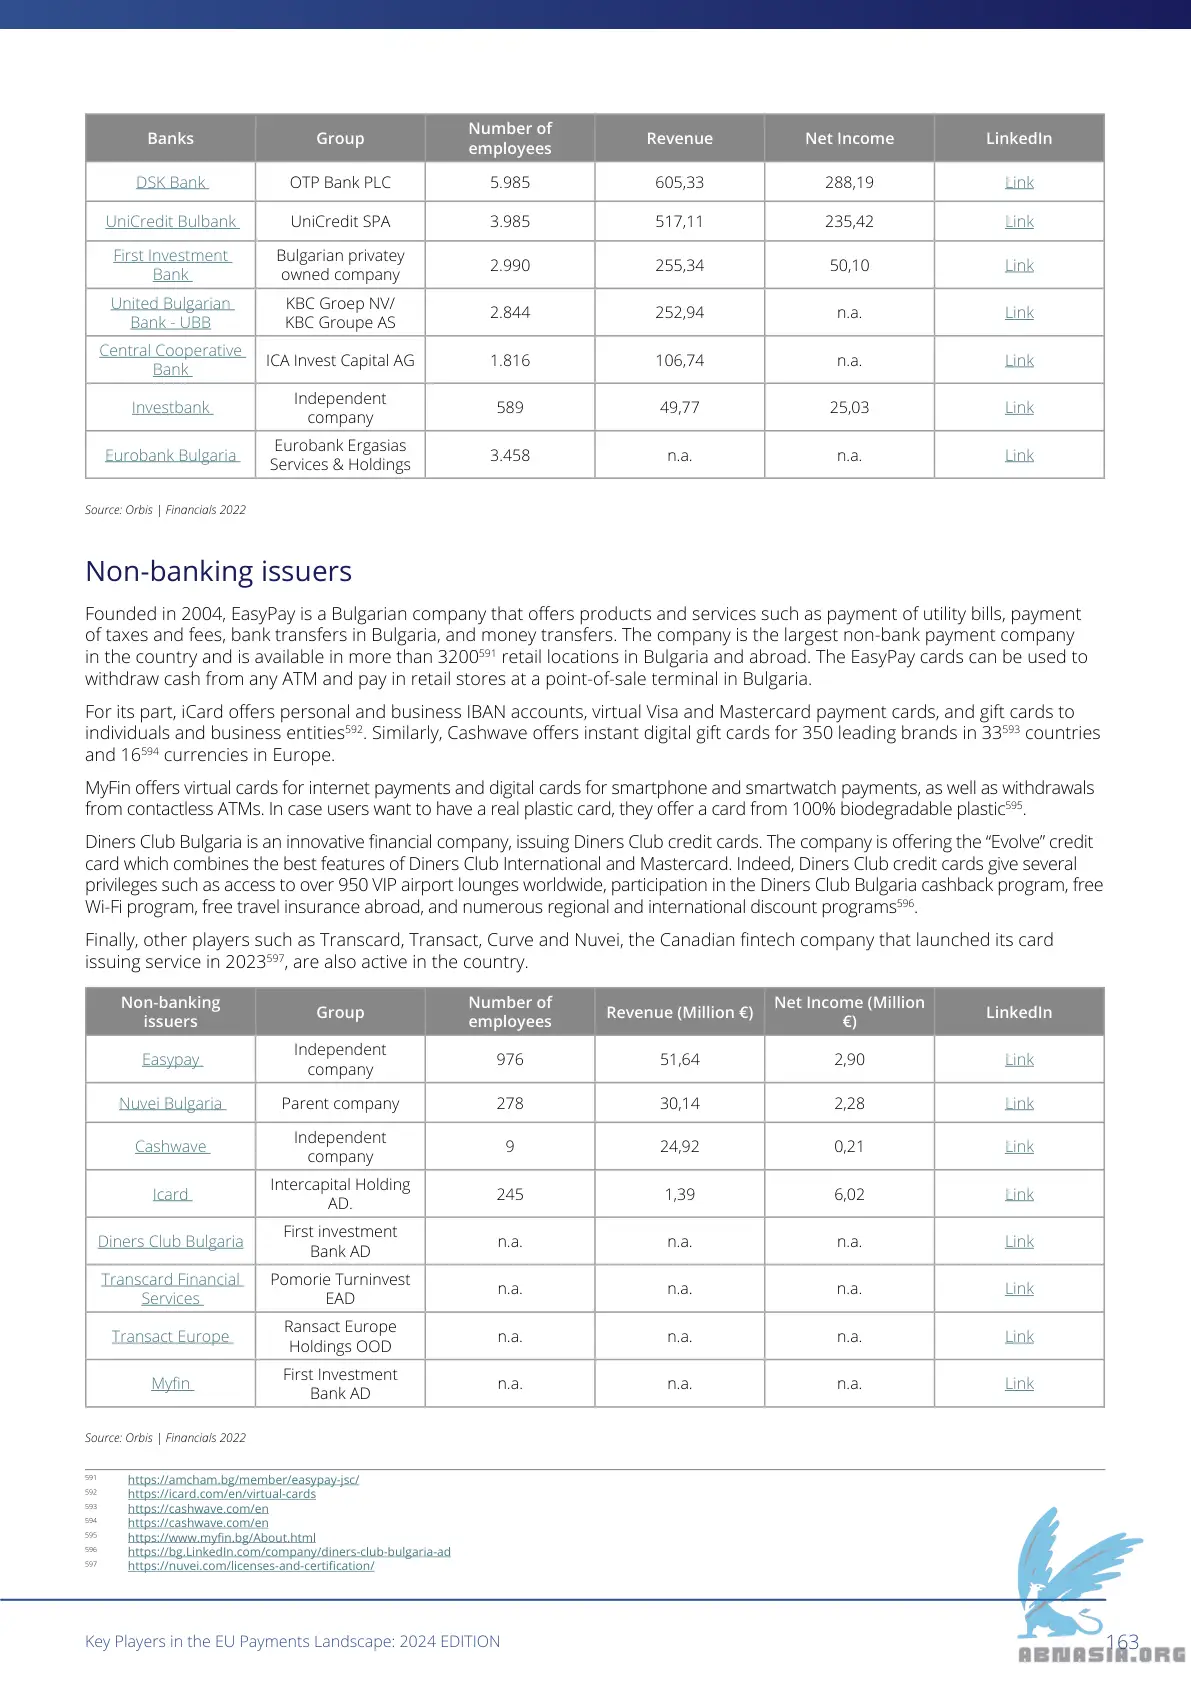 Banks Group Number of employees Revenue Net Income LinkedIn
DSK Bank OTP Bank PLC 5.985 605,33 288,19 Link
UniCredit Bulbank UniCredit SPA 3.985 517,11 235,42 Link
First Investment Bank Bulgarian privatey owned company 2.990 255,34 50,10 Link
United Bulgarian Bank - UBB KBC Groep NV/ KBC Groupe AS 2.844 252,94 n.a. Link
Central Cooperative Bank ICA Invest Capital AG 1.816 106,74 n.a. Link
Investbank Independent company 589 49,77 25,03 Link
Eurobank Bulgaria Eurobank Ergasias Services & Holdings 3.458 n.a. n.a. Link
Source: Orbis | Financials 2022
Non-banking issuers
Founded in 2004, EasyPay is a Bulgarian company that offers products and services such as payment of utility bills, payment
of taxes and fees, bank transfers in Bulgaria, and money transfers. The company is the largest non-bank payment company
in the country and is available in more than 3200591 retail locations in Bulgaria and abroad. The EasyPay cards can be used to
withdraw cash from any ATM and pay in retail stores at a point-of-sale terminal in Bulgaria.
For its part, iCard offers personal and business IBAN accounts, virtual Visa and Mastercard payment cards, and gift cards to
individuals and business entities592. Similarly, Cashwave offers instant digital gift cards for 350 leading brands in 33593 countries
and 16594 currencies in Europe.
MyFin offers virtual cards for internet payments and digital cards for smartphone and smartwatch payments, as well as withdrawals
from contactless ATMs. In case users want to have a real plastic card, they offer a card from 100% biodegradable plastic595.
Diners Club Bulgaria is an innovative financial company, issuing Diners Club credit cards. The company is offering the “Evolve” credit
card which combines the best features of Diners Club International and Mastercard. Indeed, Diners Club credit cards give several
privileges such as access to over 950 VIP airport lounges worldwide, participation in the Diners Club Bulgaria cashback program, free
Wi-Fi program, free travel insurance abroad, and numerous regional and international discount programs596.
Finally, other players such as Transcard, Transact, Curve and Nuvei, the Canadian fintech company that launched its card
issuing service in 2023597, are also active in the country.
Non-banking issuers Group Number of employees Revenue (Million €) Net Income (Million €) LinkedIn
Easypay Independent company 976 51,64 2,90 Link
Nuvei Bulgaria Parent company 278 30,14 2,28 Link
Cashwave Independent company 9 24,92 0,21 Link
Icard Intercapital Holding AD. 245 1,39 6,02 Link
Diners Club Bulgaria First investment Bank AD n.a. n.a. n.a. Link
Transcard Financial Services Pomorie Turninvest EAD n.a. n.a. n.a. Link
Transact Europe Ransact Europe Holdings OOD n.a. n.a. n.a. Link
Myfin First Investment Bank AD n.a. n.a. n.a. Link
Source: Orbis | Financials 2022
591 https://amcham.bg/member/easypay-jsc/
592 https://icard.com/en/virtual-cards
593 https://cashwave.com/en
594 https://cashwave.com/en
595 https://www.myfin.bg/About.html
596 https://bg.LinkedIn.com/company/diners-club-bulgaria-ad
597 https://nuvei.com/licenses-and-certification/
Key Players in the EU Payments Landscape: 2024 EDITION 163
ABNASIA.ORG